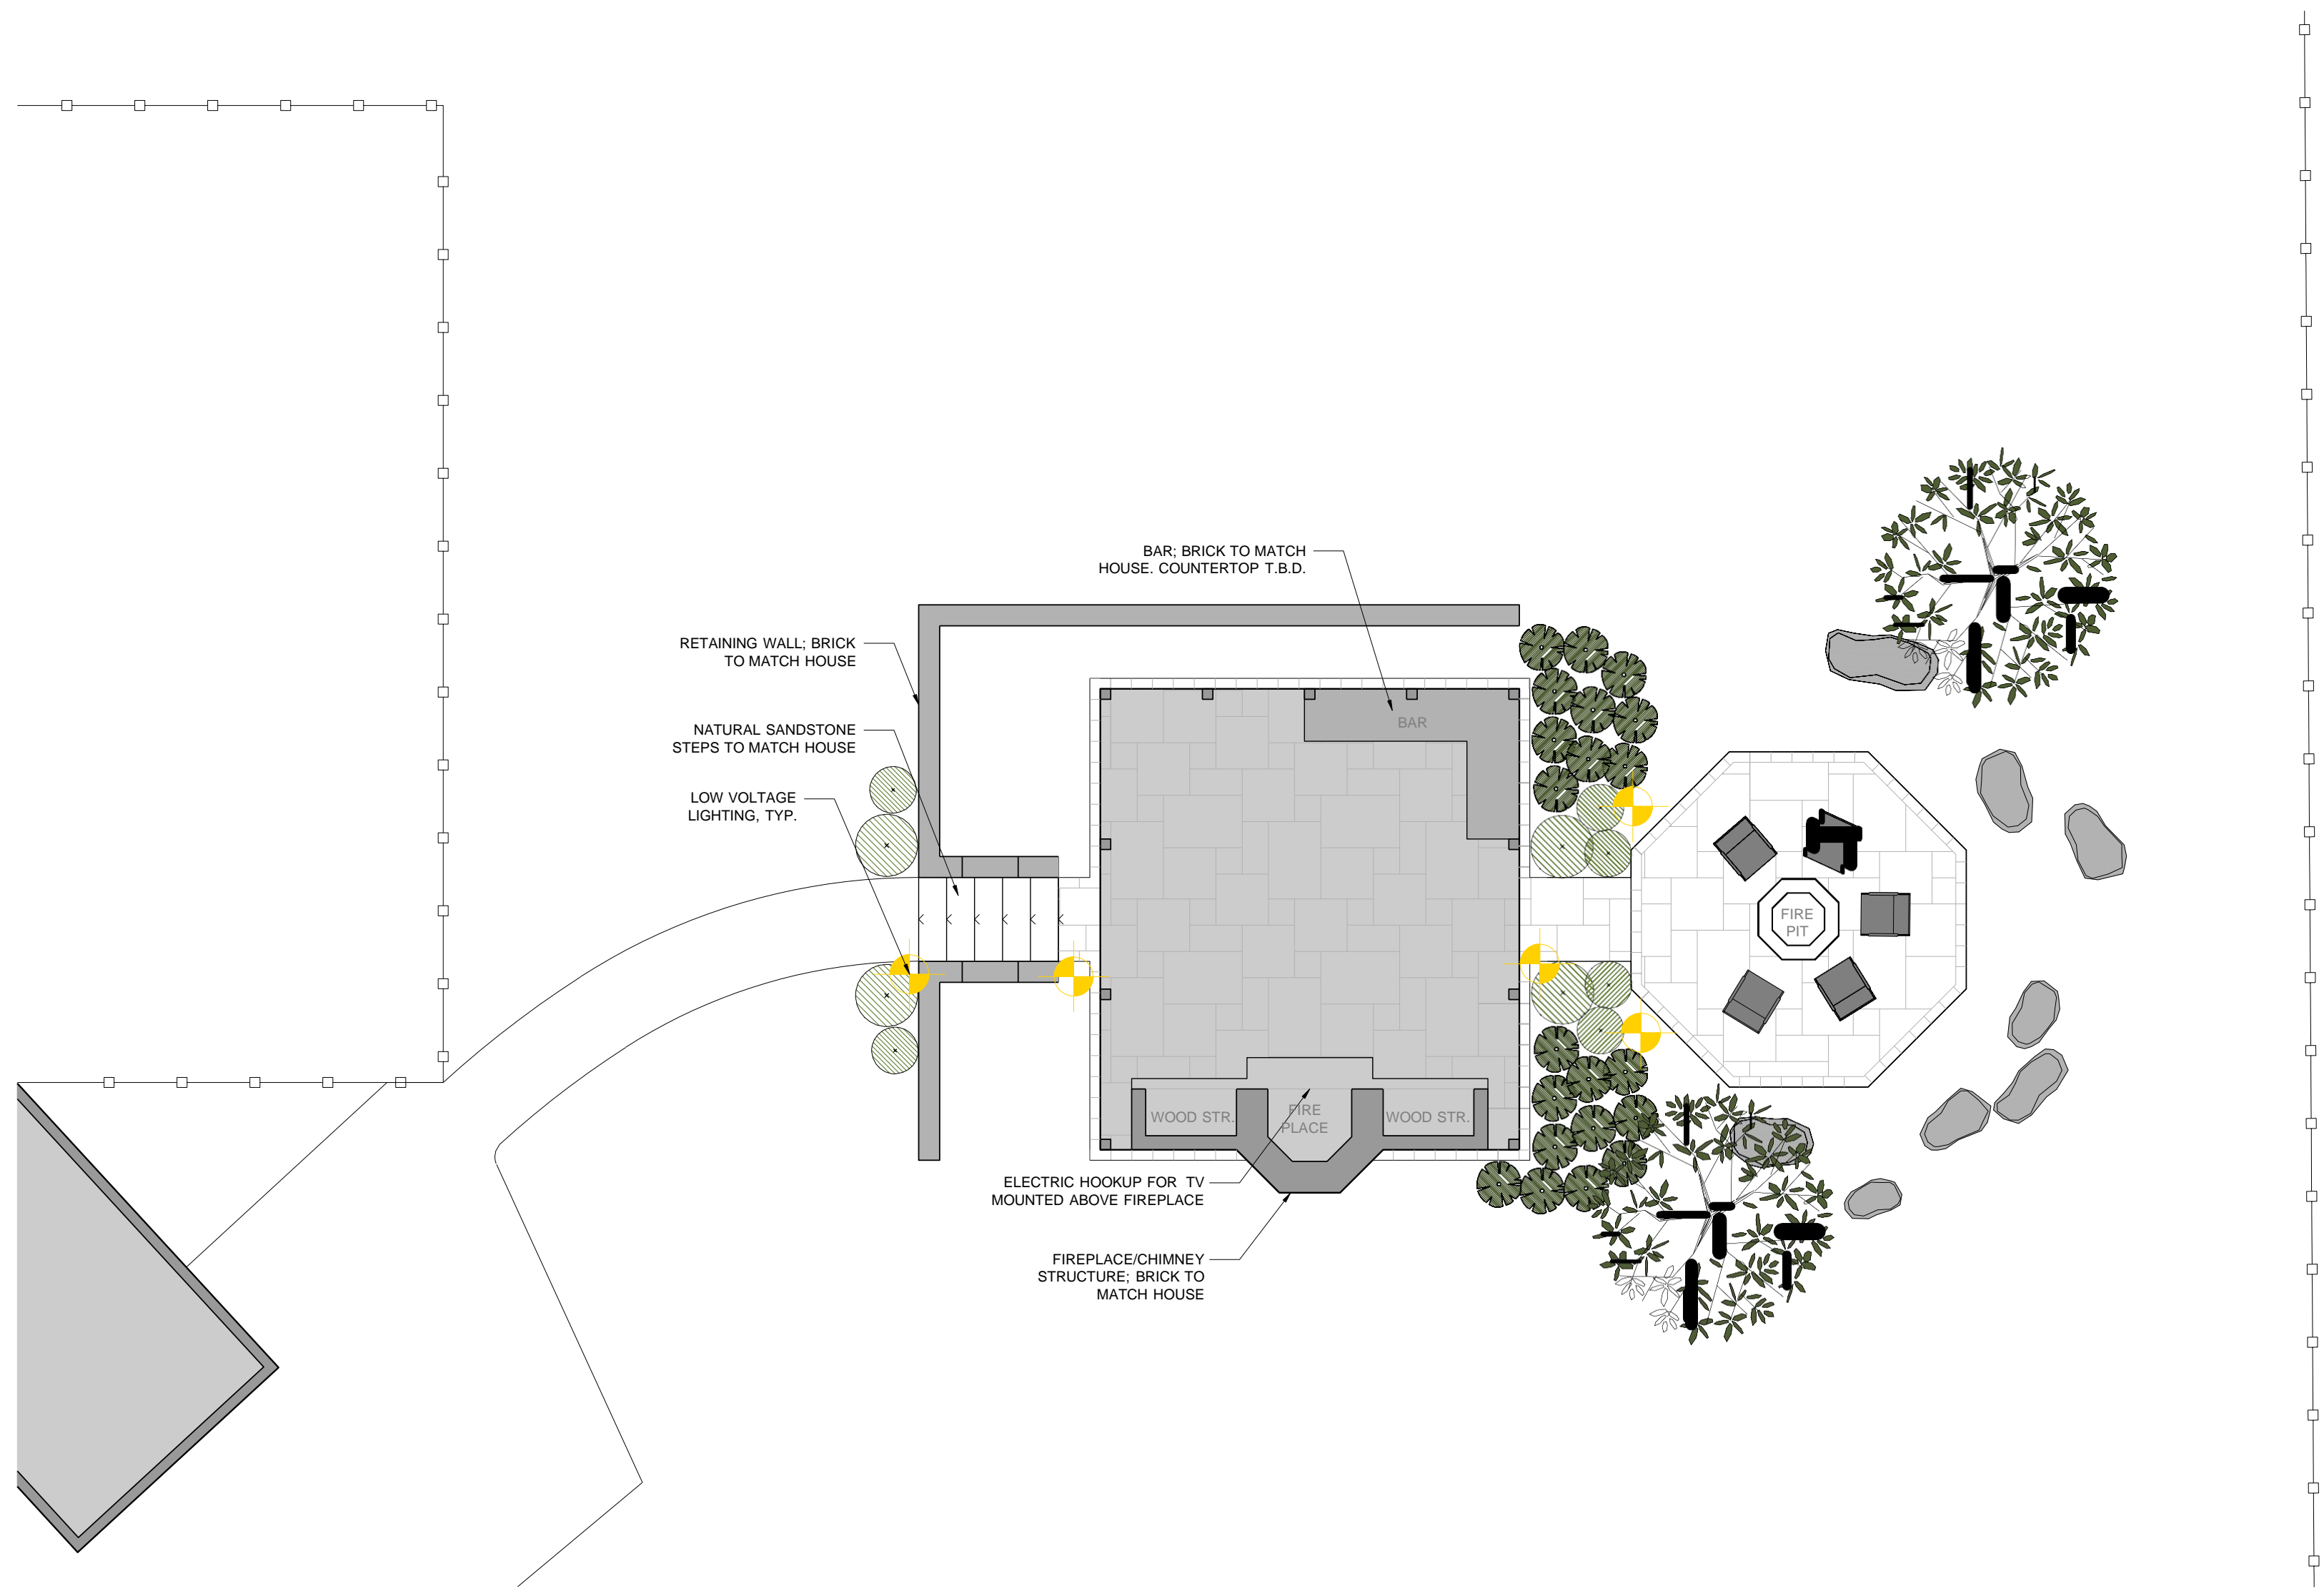 BAR; BRICK TO MATCH
HOUSE. COUNTERTOP T.B.D.
RETAINING WALL; BRICK
TO MATCH HOUSE
NATURAL SANDSTONE
STEPS TO MATCH HOUSE
LOW VOLTAGE
LIGHTING, TYP.
BAR
FIRE
PIT
WOOD STR.
FIRE
PLACE
WOOD STR.
ELECTRIC HOOKUP FOR TV
MOUNTED ABOVE FIREPLACE
FIREPLACE/CHIMNEY
STRUCTURE; BRICK TO
MATCH HOUSE